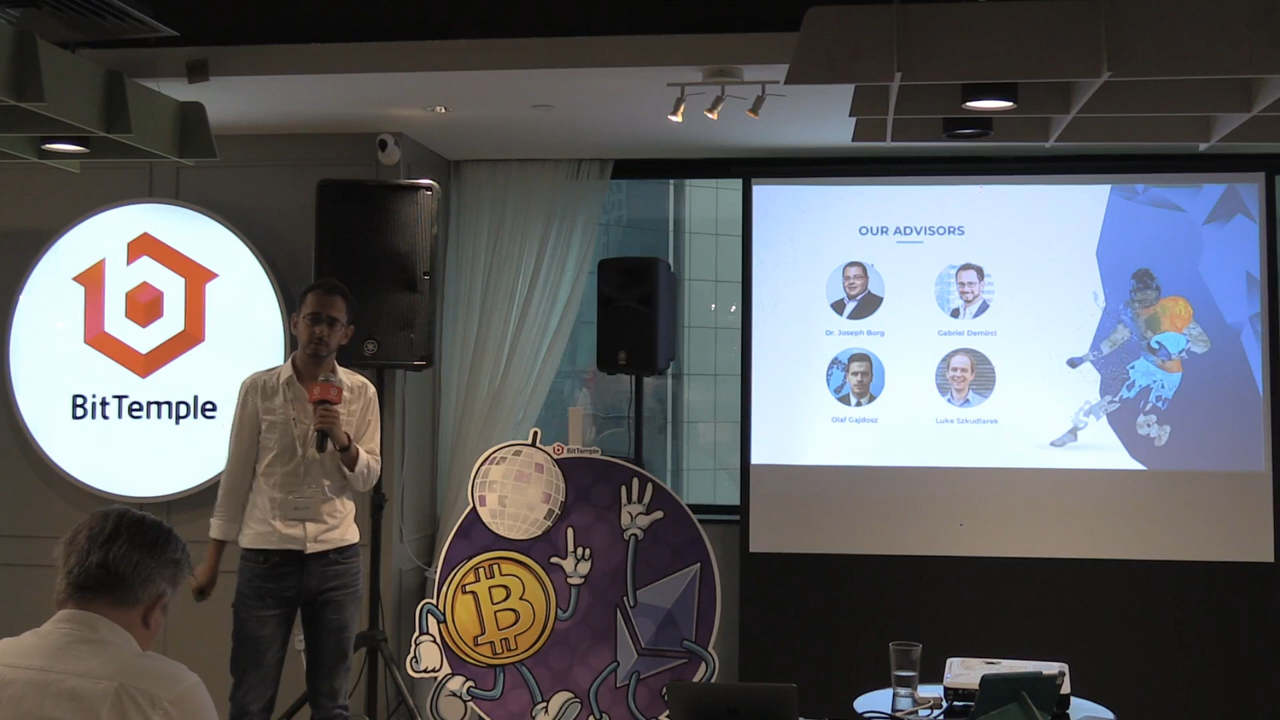 BitTemple
BitTemple
OUR ADVISORS
Dr. Joseph Borg
Gabriel Demirci
Olaf Gajdosz
Luke Szkudlarek